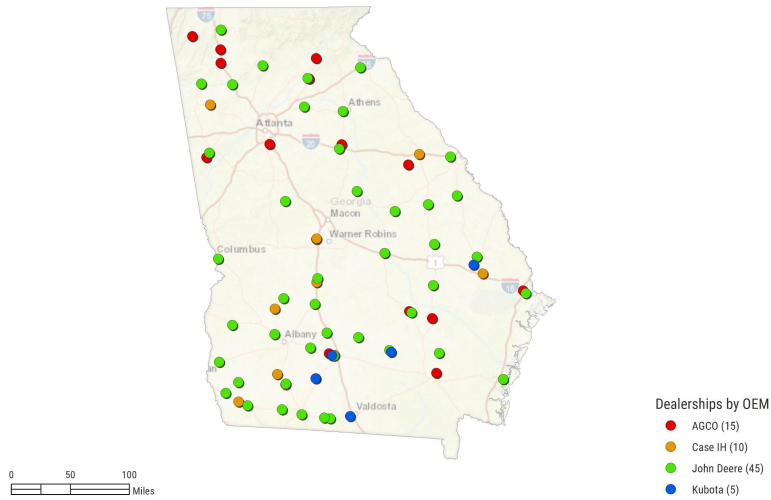 75
85
Athens
Atlanta
20
Georgia
Macon
Warner Robins
Columbus
1
16
Albany
an
Valdosta
Dealerships by OEM
AGCO (15)
Case IH (10)
John Deere (45)
Kubota (5)
0 50 100
Miles